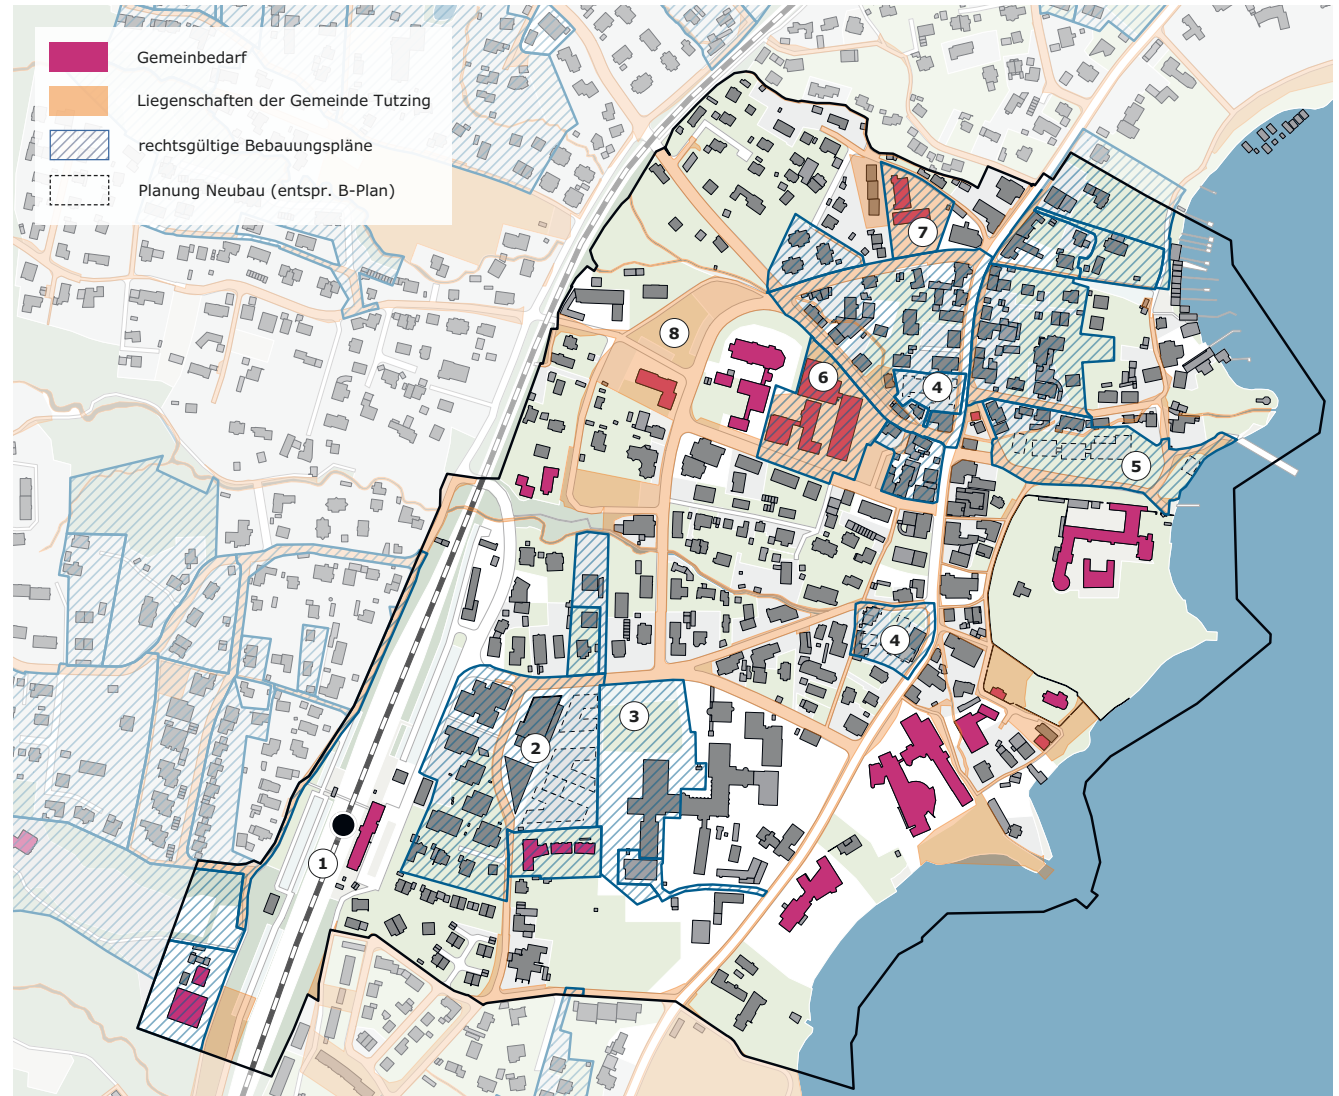 Gemeinbedarf
Liegenschaften der Gemeinde Tutzing
rechtsgültige Bebauungspläne
Planung Neubau (entspr. B-Plan)
7
8
6
4
5
4
3
2
1